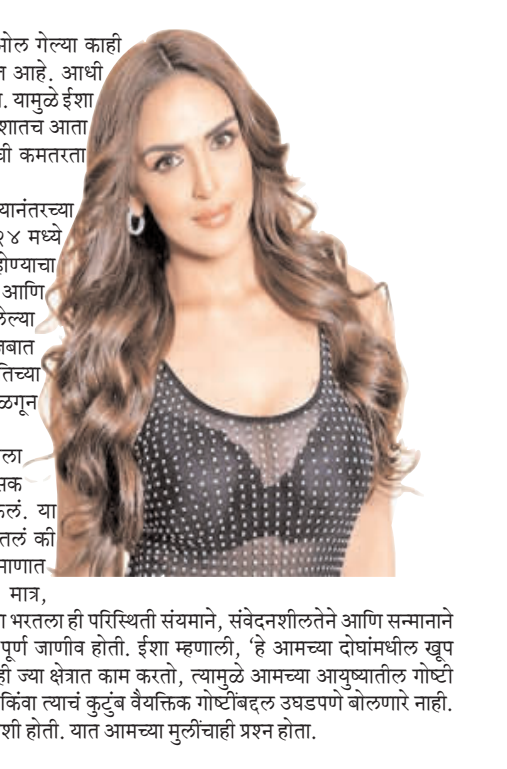 ओल गेल्या काही
त आहे. आधी
. यामुळे ईशा
शातच आता
ची कमतरता
यानंतरच्या
२४ मध्ये
होण्याचा
आणि
लेल्या
तिच्या
ळगून
ला
सक
या
तलं की
माणात
मात्र,
भरतला ही परिस्थिती संयमाने, संवेदनशीलतेने आणि सन्मानाने
पूर्ण जाणीव होती. ईशा म्हणाली, ‘हे आमच्या दोघांमधील खूप
ही ज्या क्षेत्रात काम करतो, त्यामुळे आमच्या आयुष्यातील गोष्टी
किंवा त्याचं कुटुंब वैयक्तिक गोष्टींबद्दल उघडपणे बोलणारे नाही.
शी होती. यात आमच्या मुलींचाही प्रश्न होता.